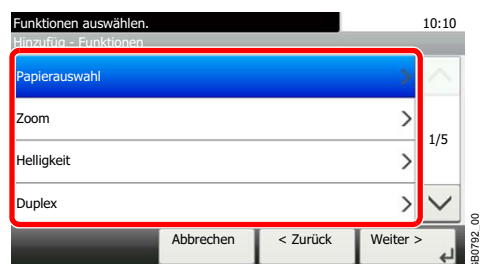 Funktionen auswählen. 10:10
Hinzufüg - Funktionen
Papierauswahl
Zoom
1/5
Helligkeit
Duplex
Abbrechen < Zurück Weiter >
GB0792_00